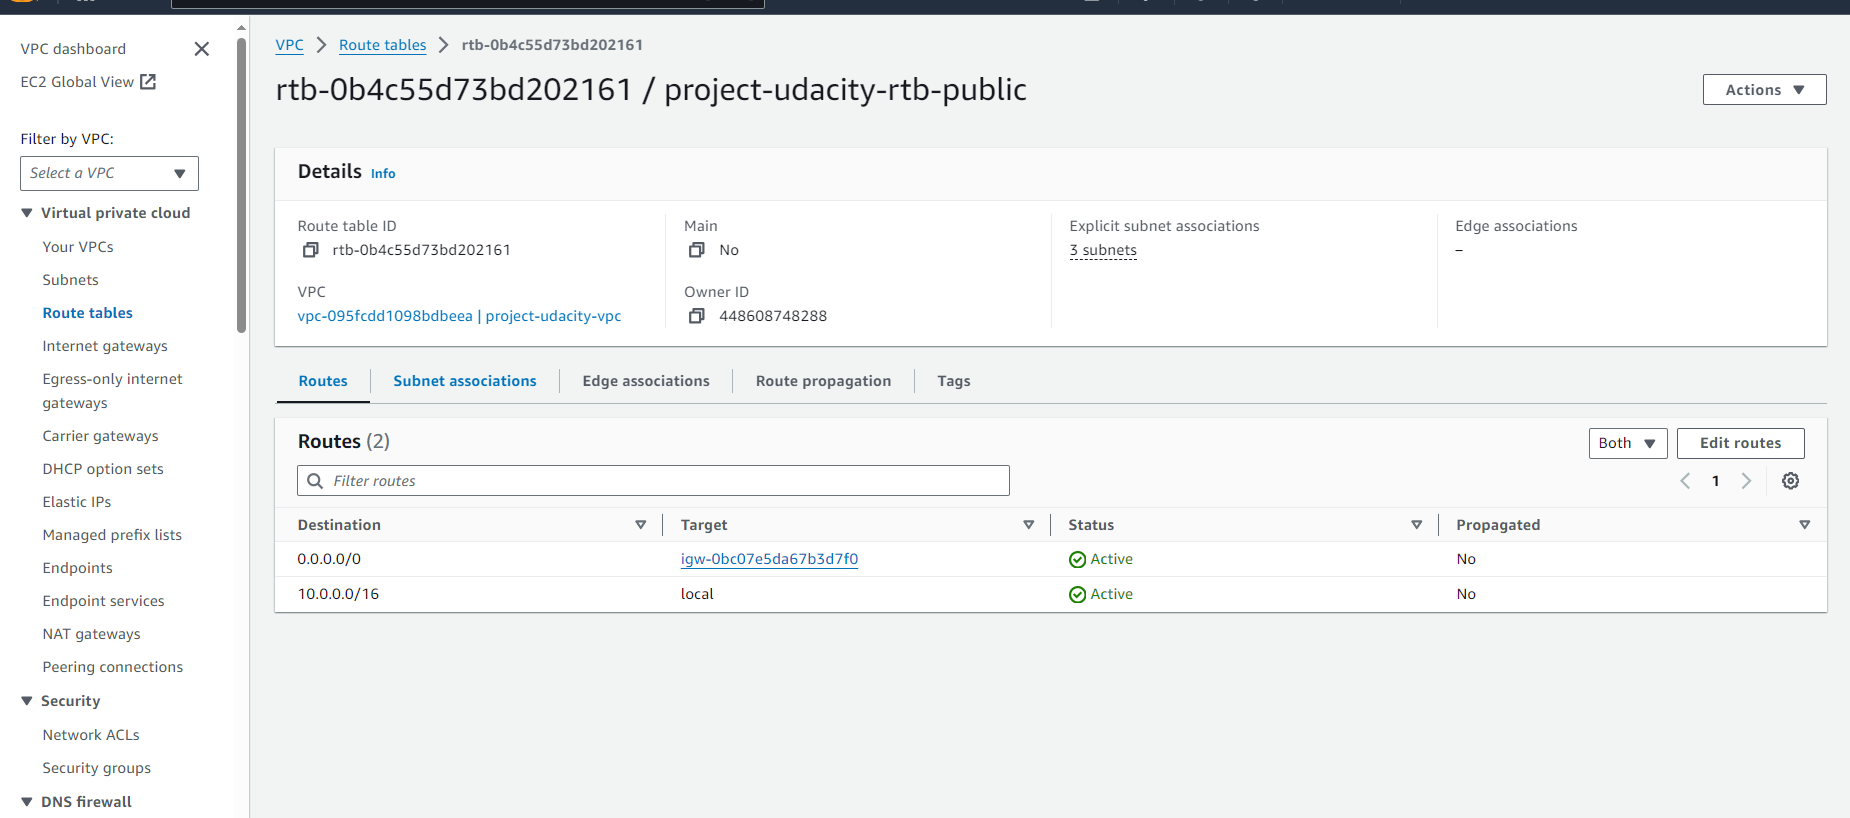 VPC dashboard
EC2 Global View
Filter by VPC:
Select a VPC
Virtual private cloud
Your VPCs
Subnets
Route tables
Internet gateways
Egress-only internet
gateways
Carrier gateways
DHCP option sets
Elastic IPs
Managed prefix lists
Endpoints
Endpoint services
NAT gateways
Peering connections
Security
Network ACLs
Security groups
DNS firewall
VPC > Route tables > rtb-0b4c55d73bd202161
rtb-0b4c55d73bd202161 / project-udacity-rtb-public
Actions
Details Info
Route table ID
rtb-0b4c55d73bd202161
Main
No
Explicit subnet associations
3 subnets
Edge associations
–
VPC
vpc-095fcdd1098bdbeea | project-udacity-vpc
Owner ID
448608748288
Routes Subnet associations Edge associations Route propagation Tags
Routes (2)
Both Edit routes
Filter routes
1
Destination Target Status Propagated
0.0.0.0/0 igw-0bc07e5da67b3d7f0 Active No
10.0.0.0/16 local Active No